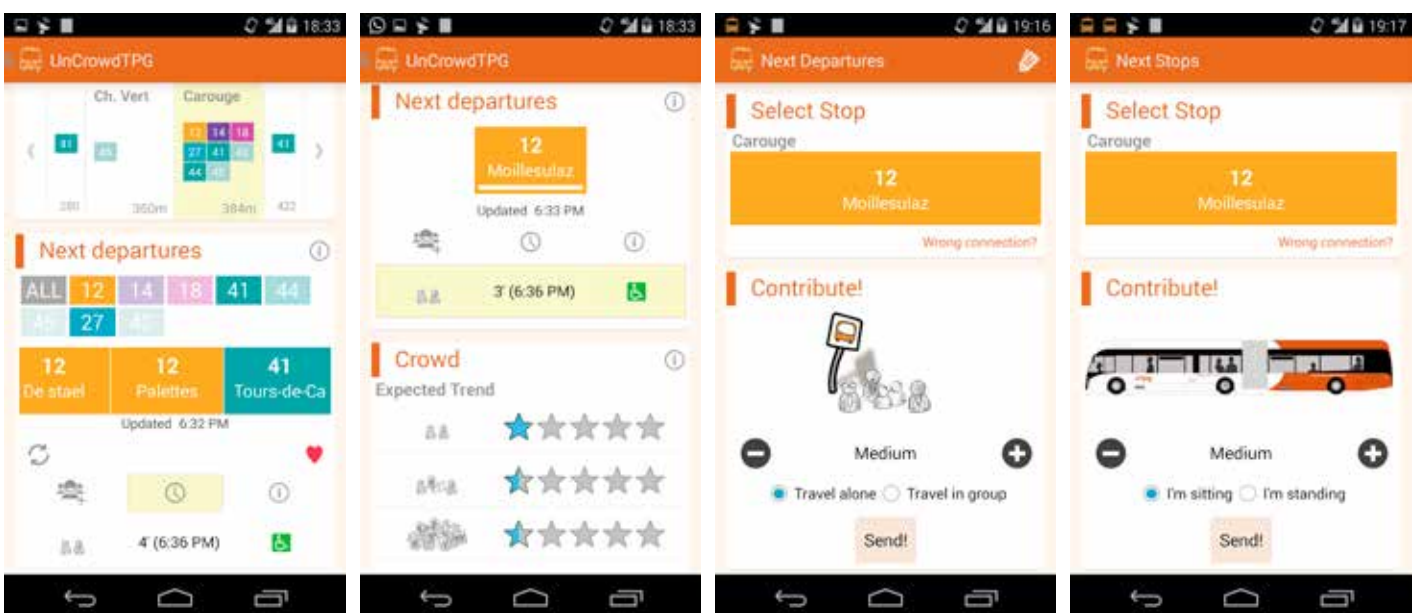 18:33
UnCrowdTPG
Ch. Vert Carouge
41
12 14 18
27 41
44
41
280 360m 384m 422
Next departures
ALL 12 14 18 41 44
45 27
12 12 41
De stael Palettes Tours-de-Ca
Updated 6:32 PM
4' (6:36 PM)
18:33
UnCrowdTPG
Next departures
12
Moillesulaz
Updated 6:33 PM
3' (6:36 PM)
Crowd
Expected Trend
19:16
Next Departures
Select Stop
Carouge
12
Moillesulaz
Wrong connection?
Contribute!
Medium
Travel alone Travel in group
Send!
19:17
Next Stops
Select Stop
Carouge
12
Moillesulaz
Wrong connection?
Contribute!
Medium
I'm sitting I'm standing
Send!